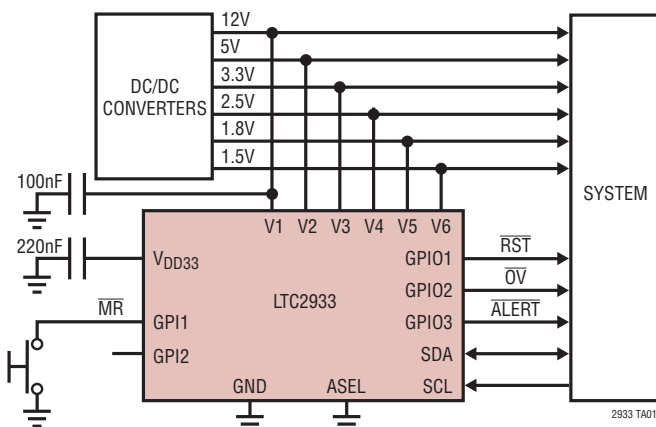 12V
5V
3.3V
2.5V
1.8V
1.5V
DC/DC
CONVERTERS
SYSTEM
100nF
220nF
V1 V2 V3 V4 V5 V6
VDD33
GPIO1
RST
GPIO2
OV
LTC2933
MR
GPI1
GPIO3
ALERT
GPI2
SDA
GND
ASEL
SCL
2933 TA01